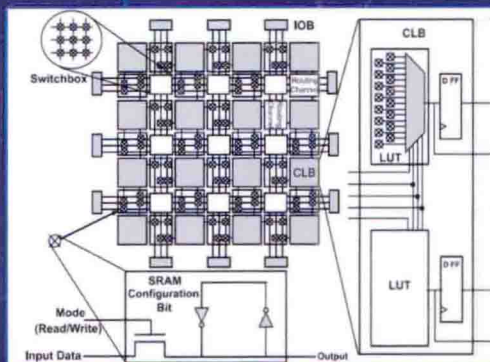 IOB
Switchbox
Routing
Channel
CLB
CLB
D FF
LUT
LUT
D FF
SRAM
Configuration
Bit
Mode
(Read/Write)
Input Data
Output